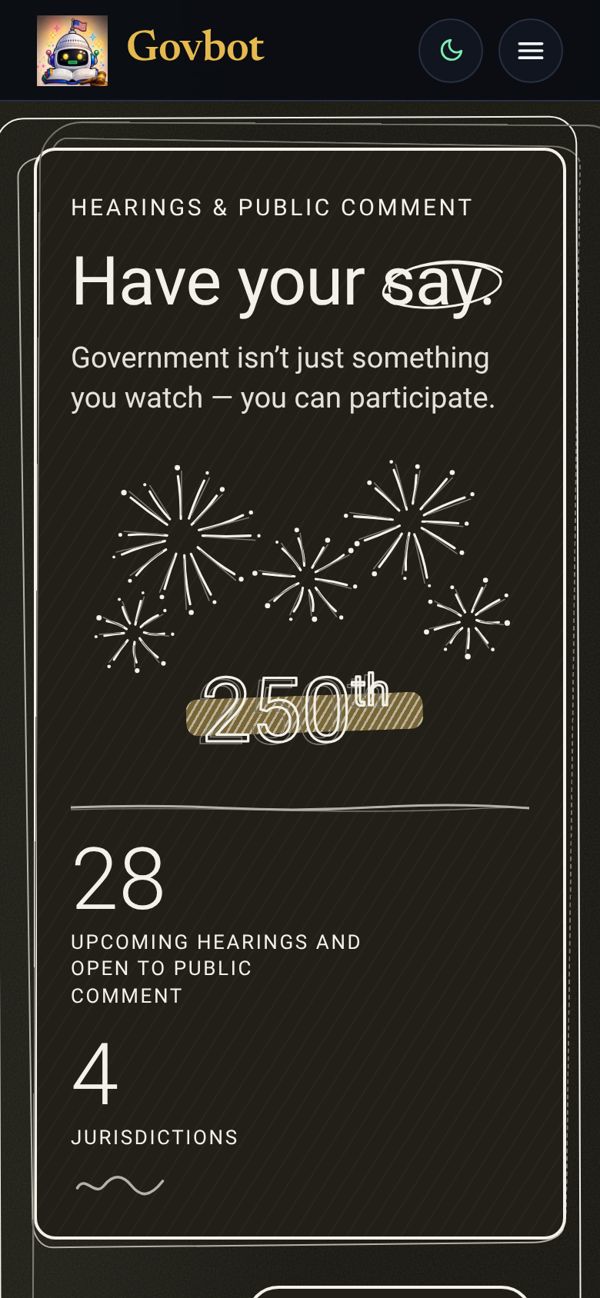 Govbot
HEARINGS & PUBLIC COMMENT
Have your say.
Government isn’t just something
you watch — you can participate.
250th
28
UPCOMING HEARINGS AND
OPEN TO PUBLIC
COMMENT
4
JURISDICTIONS